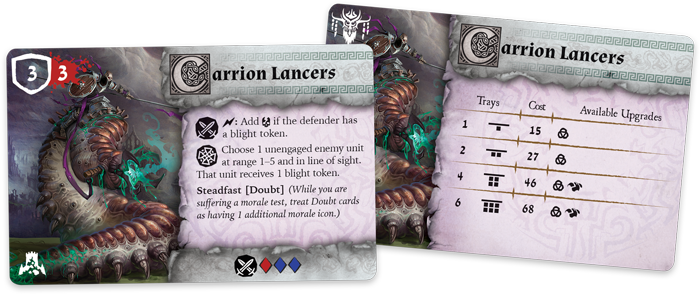 3 3
Carrion Lancers
: Add if the defender has
a blight token.
Choose 1 unengaged enemy unit
at range 1–5 and in line of sight.
That unit receives 1 blight token.
Steadfast [Doubt] (While you are
suffering a morale test, treat Doubt cards
as having 1 additional morale icon.)
Carrion Lancers
Trays Cost Available Upgrades
1 15
2 27
4 46
6 68